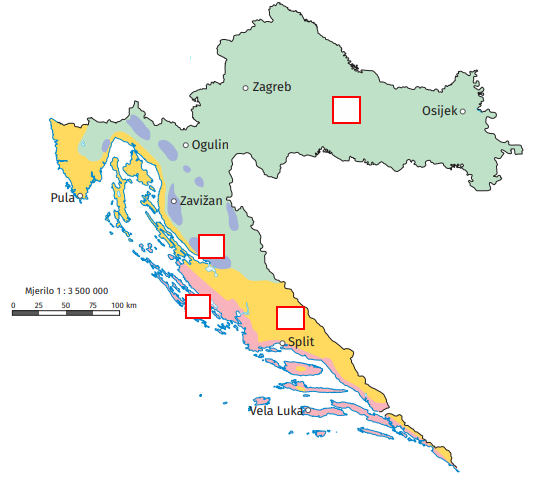 Zagreb
Osijek
Ogulin
Pula
Zavižan
Mjerilo 1 : 3 500 000
0 25 50 75 100 km
Split
Vela Luka